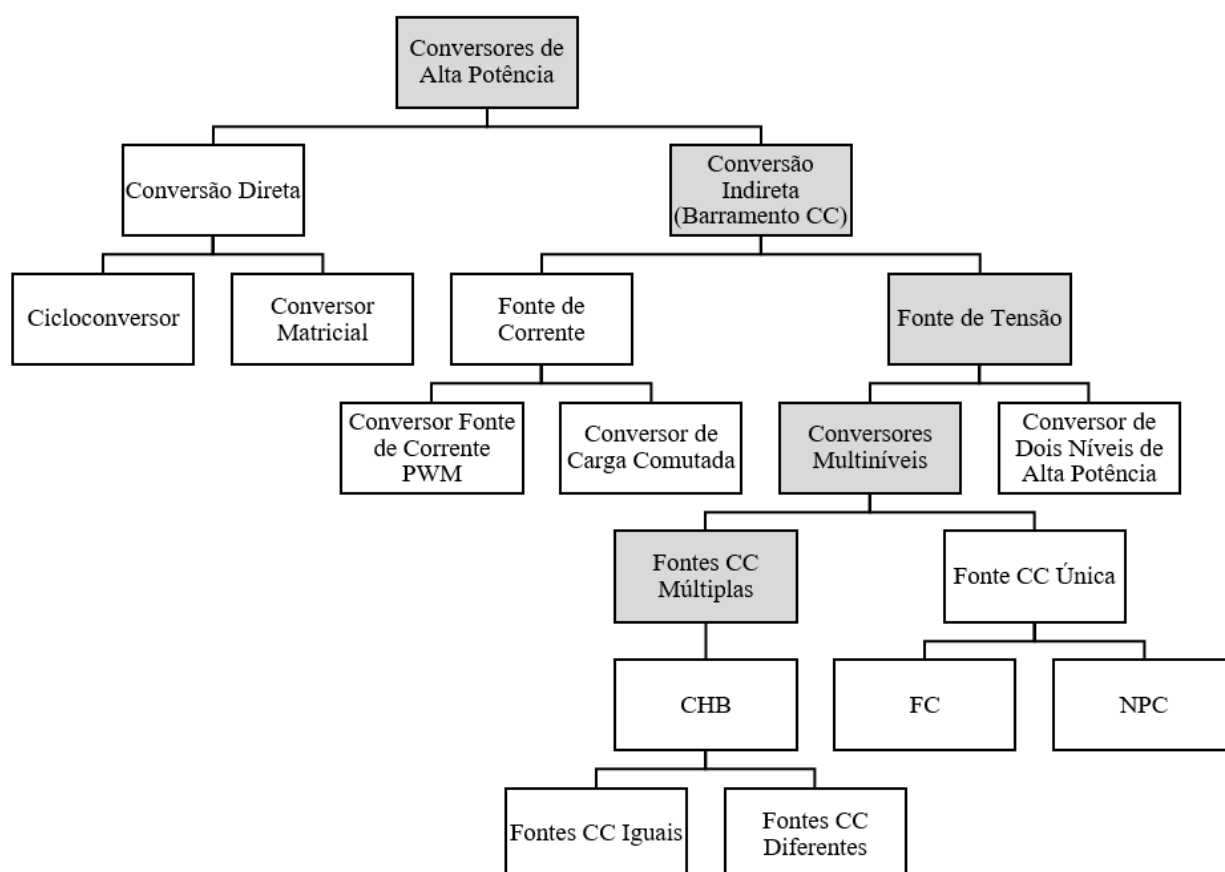 Conversores de
Alta Potência
Conversão Direta
Conversão
Indireta
(Barramento CC)
Cicloconversor
Conversor
Matricial
Fonte de
Corrente
Fonte de Tensão
Conversor Fonte
de Corrente
PWM
Conversor de
Carga Comutada
Conversores
Multiníveis
Conversor de
Dois Níveis de
Alta Potência
Fontes CC
Múltiplas
Fonte CC Única
CHB
FC
NPC
Fontes CC Iguais
Fontes CC
Diferentes